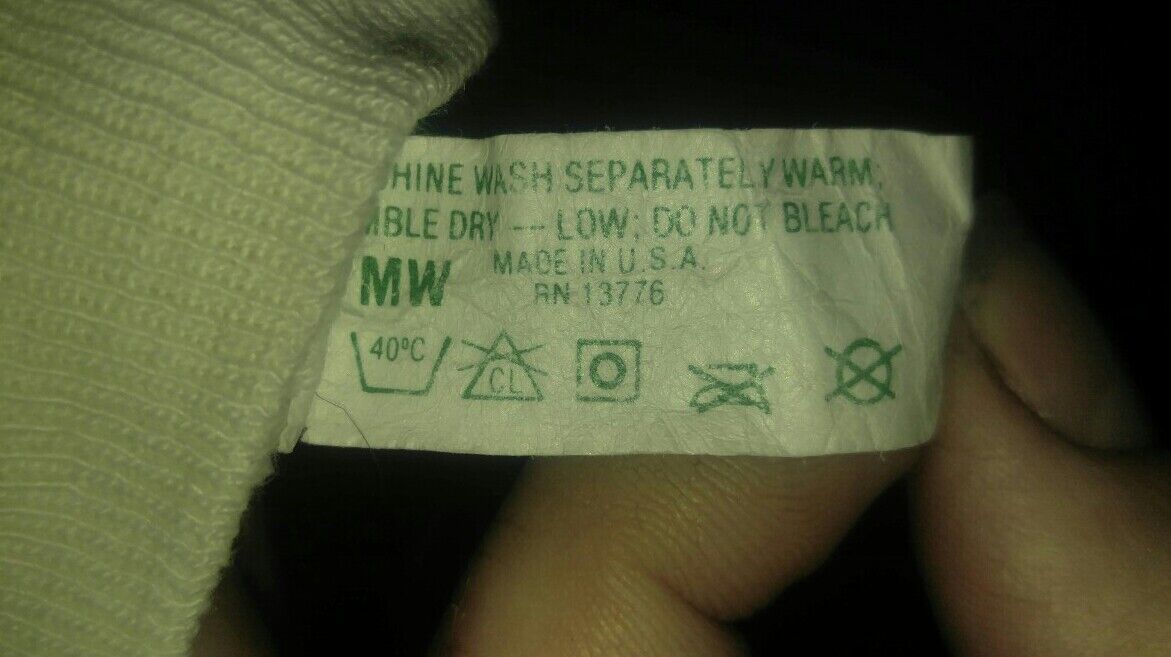 HINE WASH SEPARATELY WARM;
MBLE DRY -- LOW; DO NOT BLEACH
MW MADE IN U.S.A.
RN 13776
40°C CL